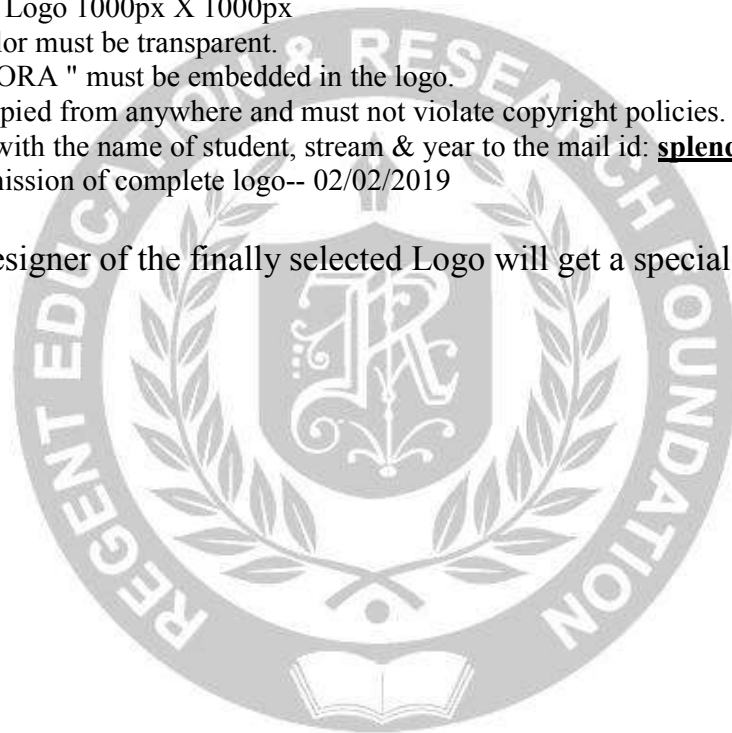 Logo 1000px X 1000px
lor must be transparent.
ORA " must be embedded in the logo.
pied from anywhere and must not violate copyright policies.
with the name of student, stream & year to the mail id: splend
mission of complete logo-- 02/02/2019
esigner of the finally selected Logo will get a special
REGENT EDUCATION & RESEARCH FOUNDATION
R